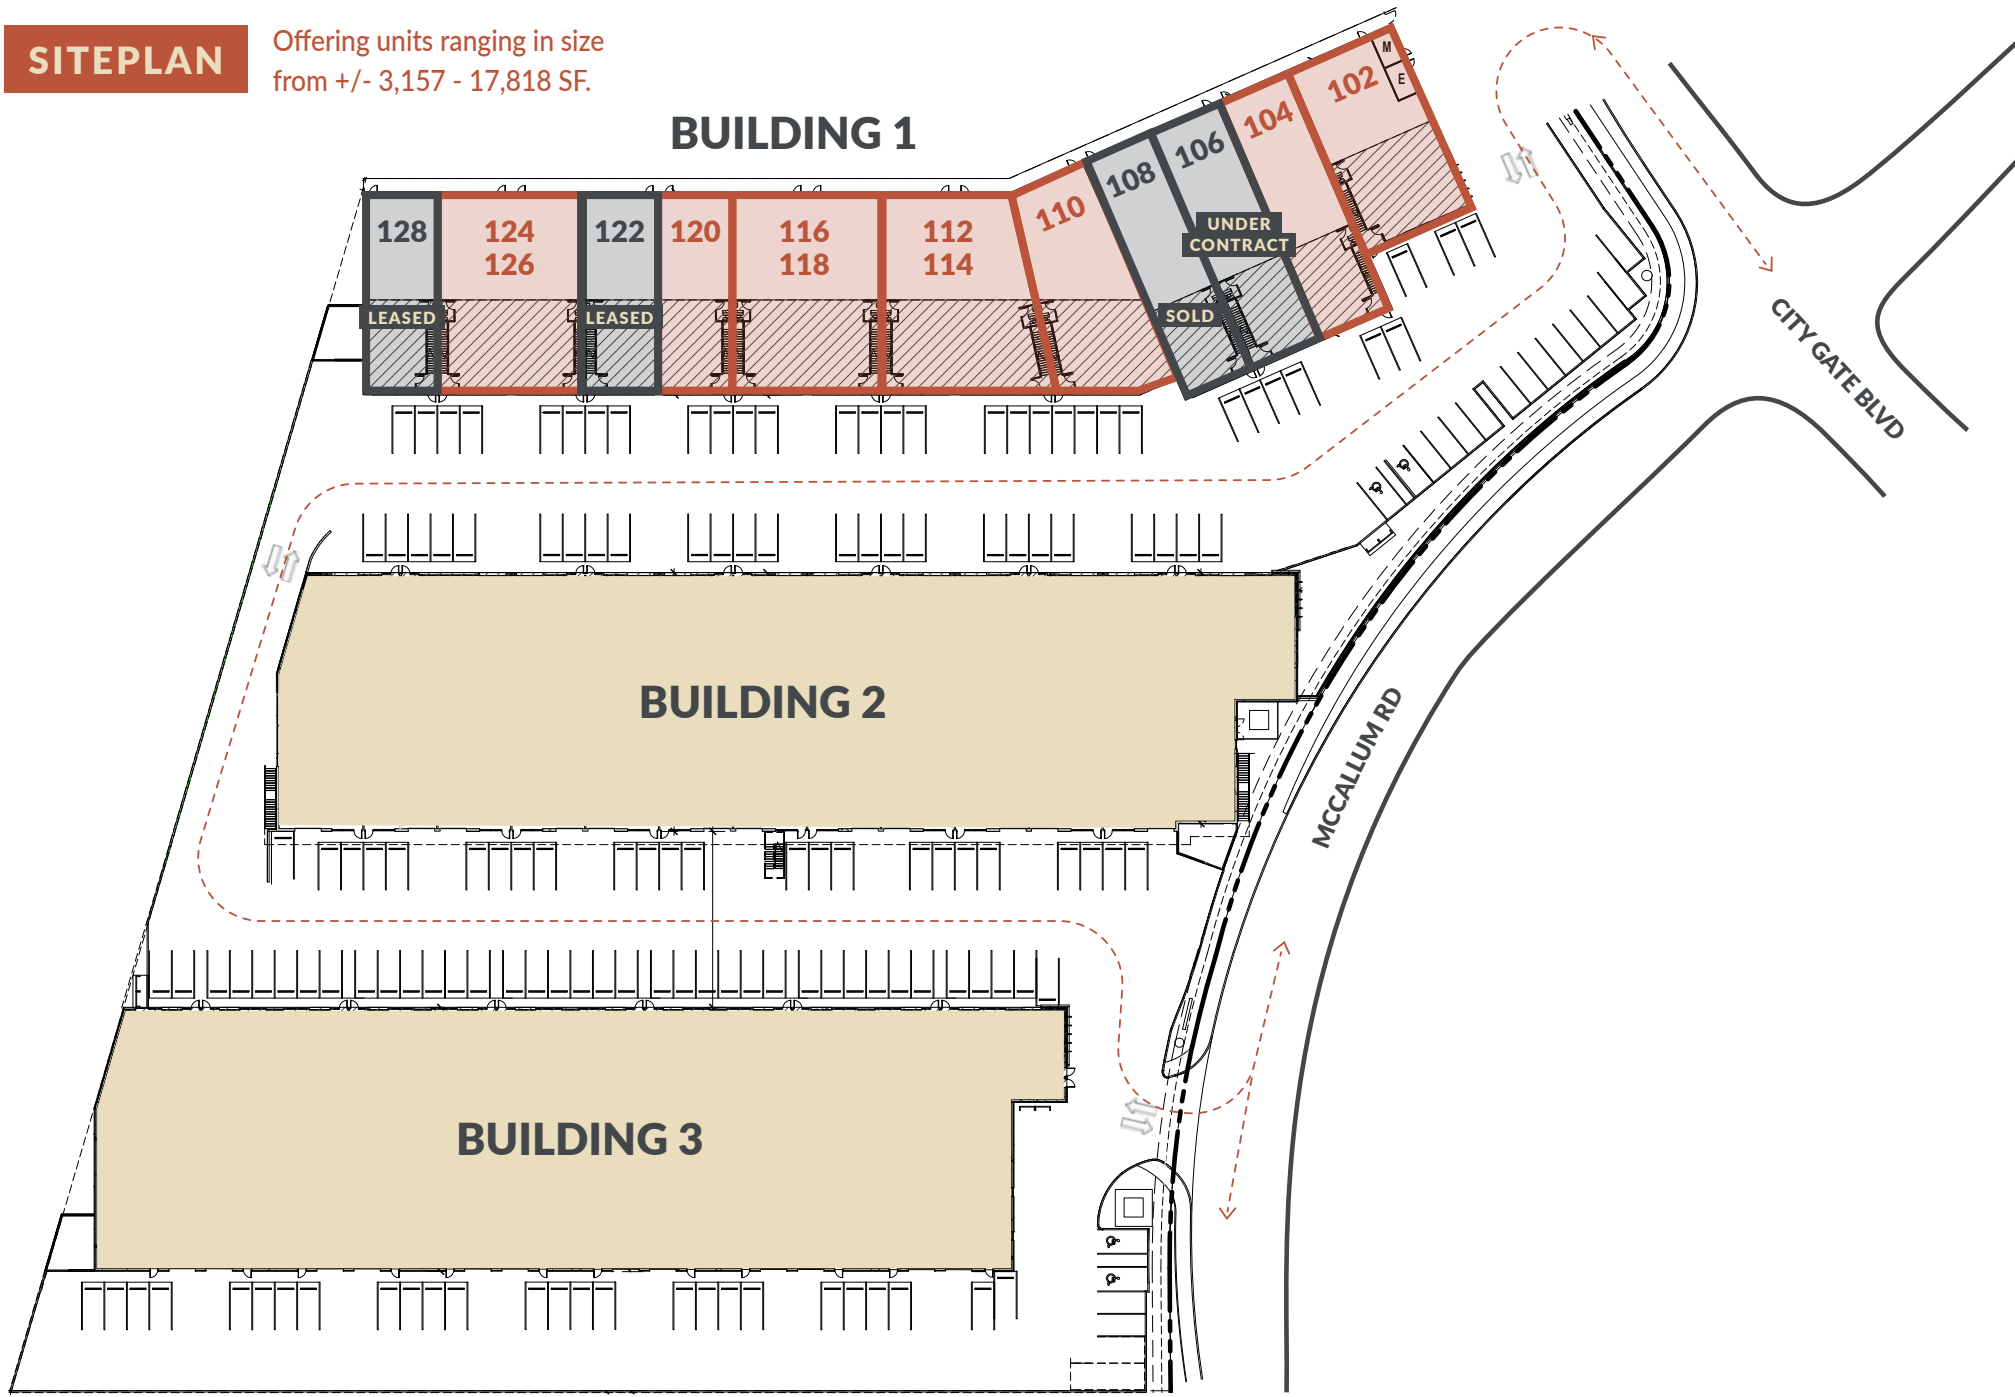 SITEPLAN
Offering units ranging in size
from +/- 3,157 - 17,818 SF.
BUILDING 1
128
LEASED
124
126
122
LEASED
120
116
118
112
114
110
108
SOLD
106
UNDER
CONTRACT
104
102
M
E
CITY GATE BLVD
BUILDING 2
MCCALLUM RD
BUILDING 3